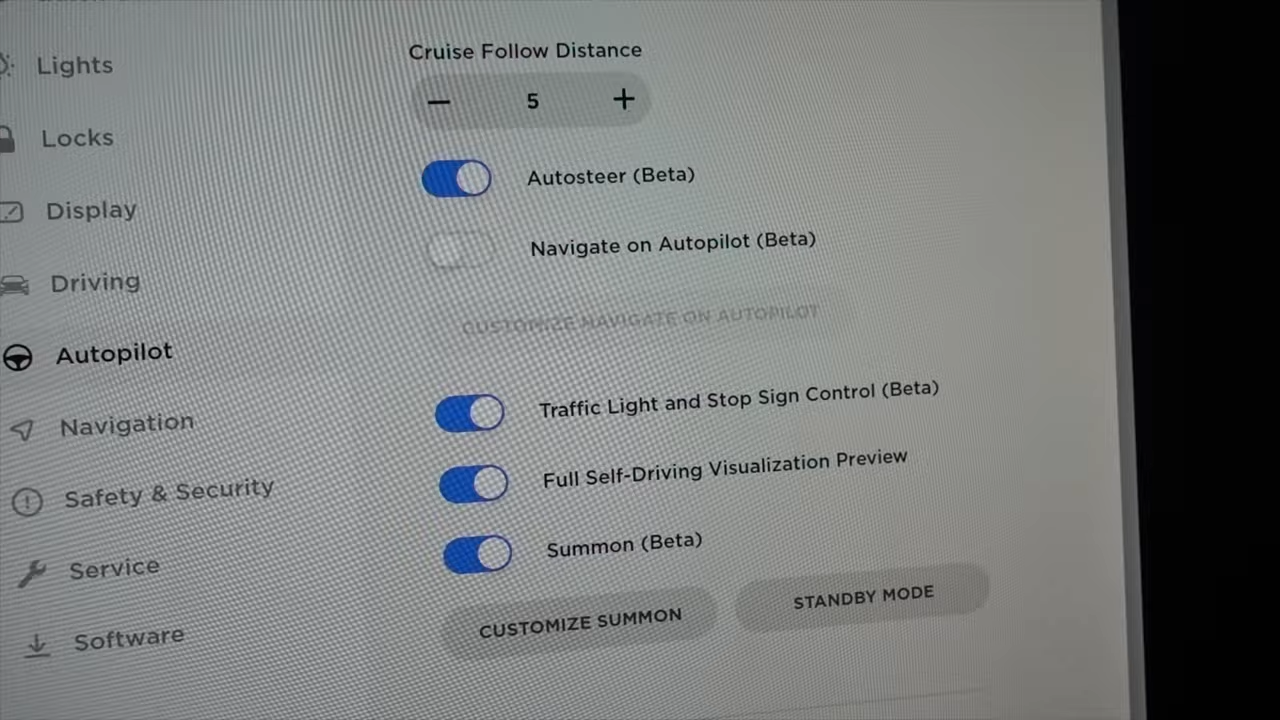 Lights
Locks
Display
Driving
Autopilot
Navigation
Safety & Security
Service
Software
Cruise Follow Distance
− 5 +
Autosteer (Beta)
Navigate on Autopilot (Beta)
CUSTOMIZE NAVIGATE ON AUTOPILOT
Traffic Light and Stop Sign Control (Beta)
Full Self-Driving Visualization Preview
Summon (Beta)
CUSTOMIZE SUMMON
STANDBY MODE